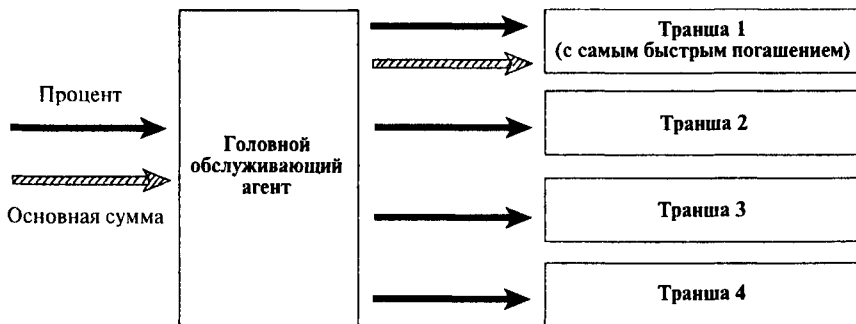 Процент
Основная сумма
Головной
обслуживающий
агент
Транша 1
(с самым быстрым погашением)
Транша 2
Транша 3
Транша 4